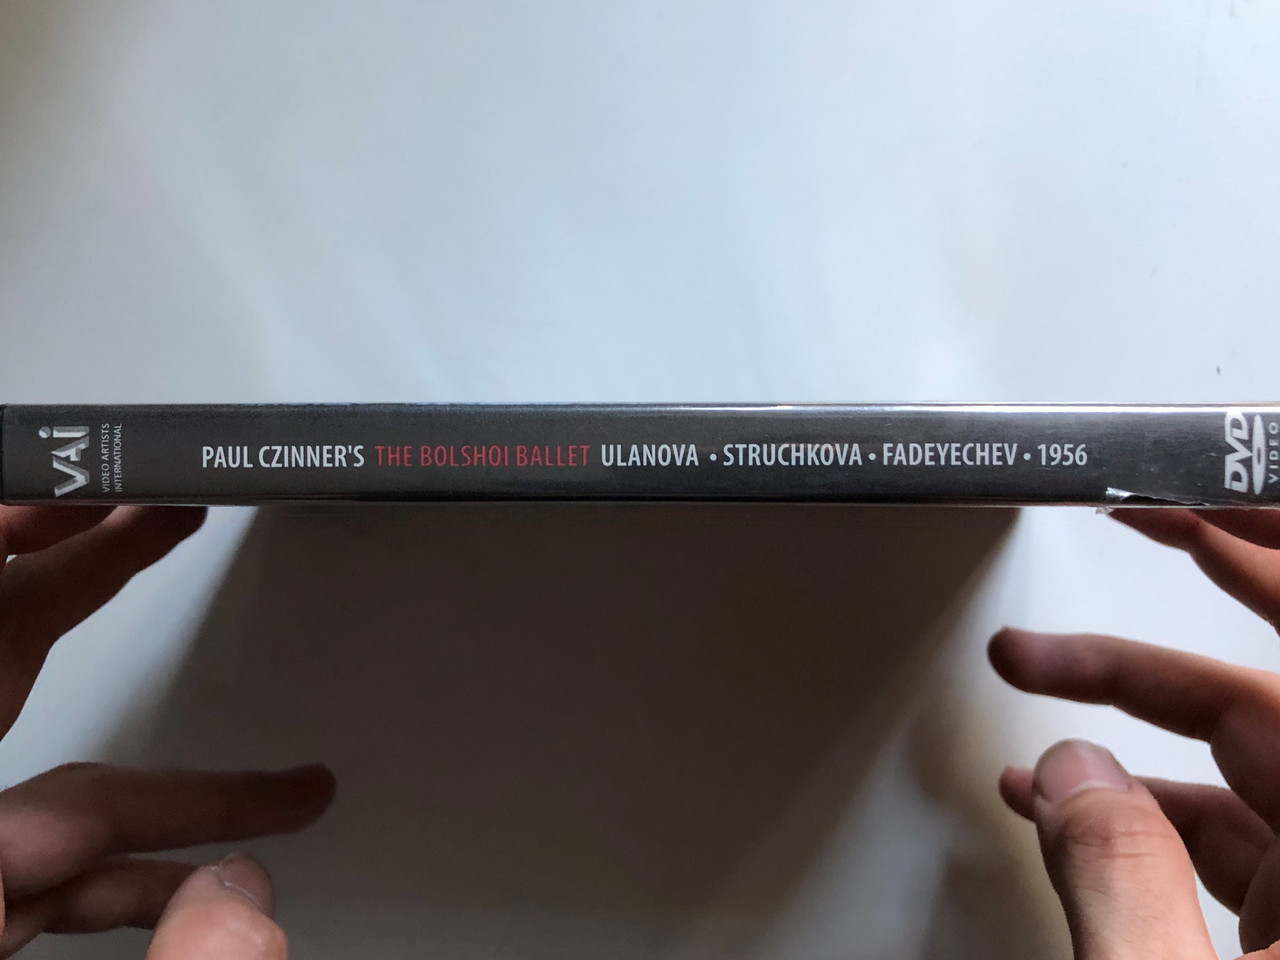 VAI
VIDEO ARTISTS
INTERNATIONAL
PAUL CZINNER'S THE BOLSHOI BALLET ULANOVA • STRUCHKOVA • FADEYECHEV • 1956
DVD
VIDEO